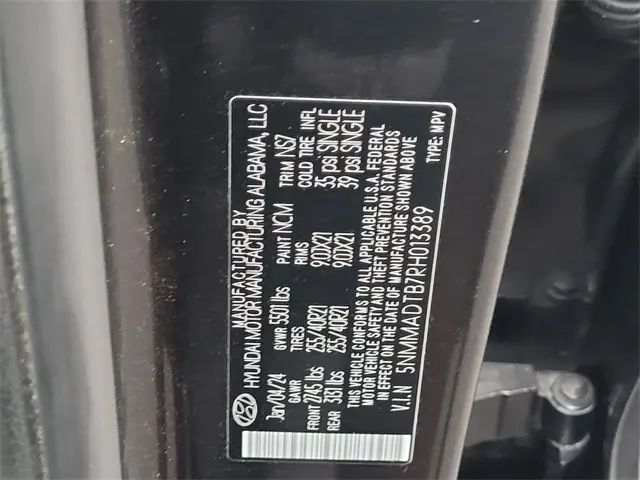 MANUFACTURED BY
HYUNDAI MOTOR MANUFACTURING ALABAMA, LLC
Jan/04/24 GVWR 5501 lbs PAINT NCM TRIM NS7
GAWR TIRES RIMS COLD TIRE INFL
FRONT 2745 lbs 255/40R21 9.0JX21 35 psi SINGLE
REAR 3131 lbs 255/40R21 9.0JX21 39 psi SINGLE
THIS VEHICLE CONFORMS TO ALL APPLICABLE U.S.A. FEDERAL
MOTOR VEHICLE SAFETY AND THEFT PREVENTION STANDARDS
IN EFFECT ON THE DATE OF MANUFACTURE SHOWN ABOVE
V.I.N 5NMMADTB7RH013389 TYPE: MPV